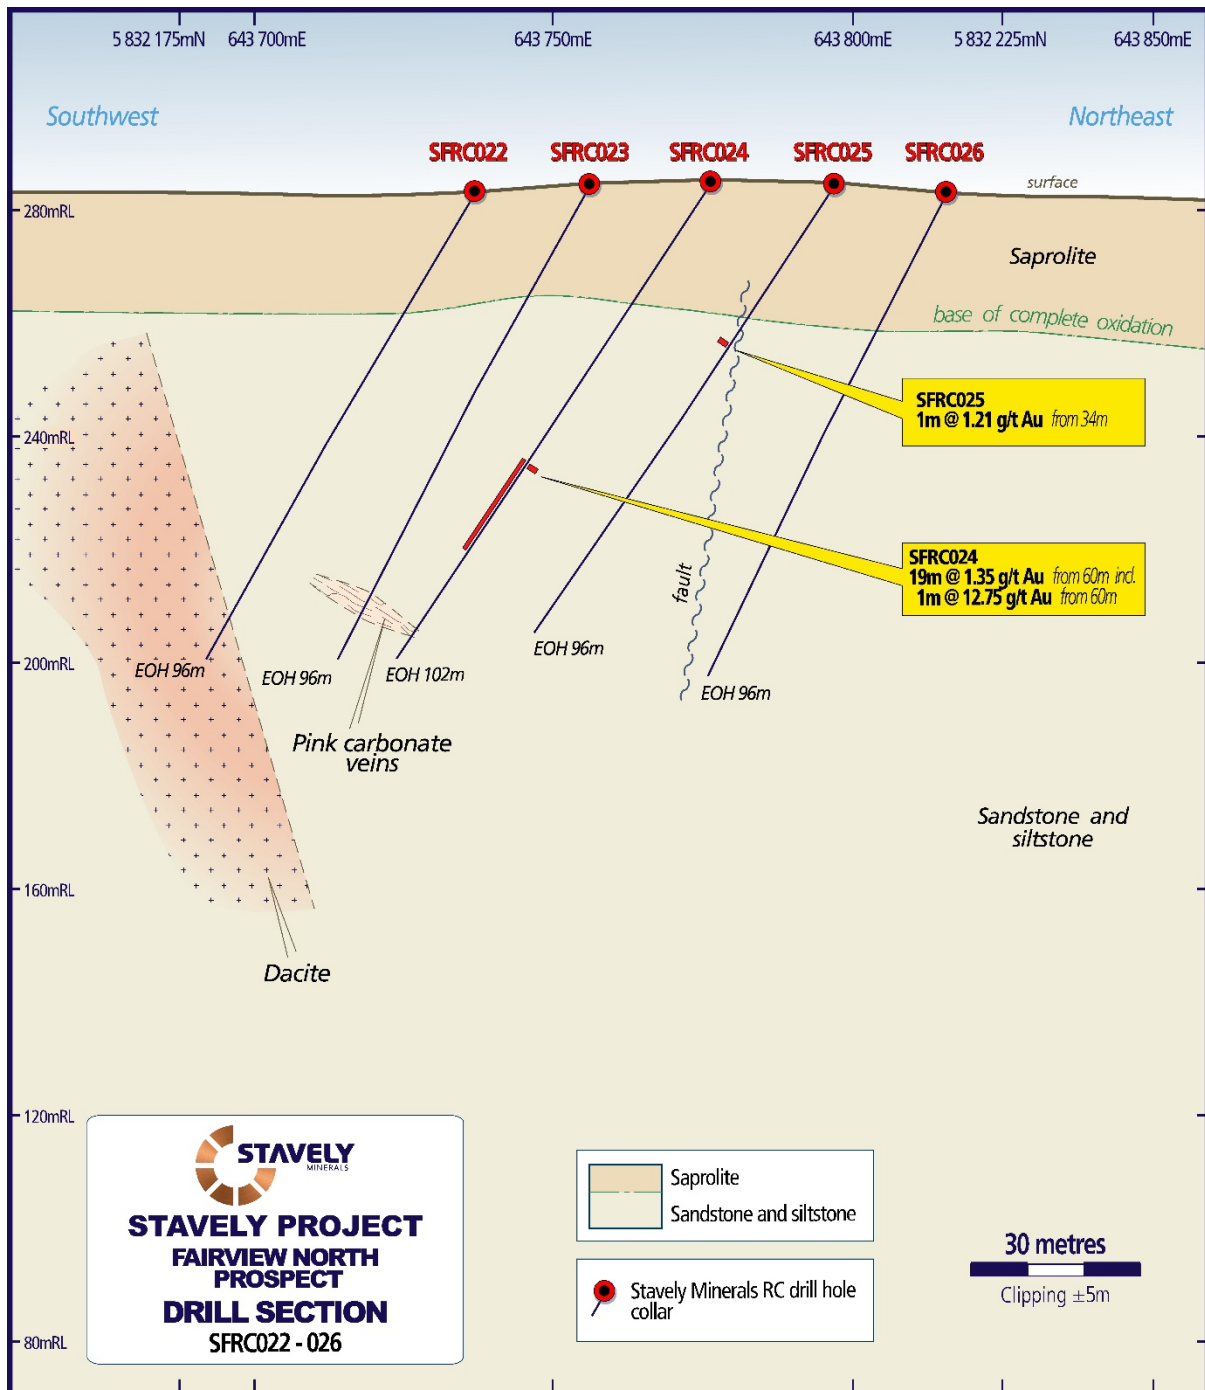 5 832 175mN 643 700mE 643 750mE 643 800mE 5 832 225mN 643 850mE
Southwest
Northeast
SFRC022 SFRC023 SFRC024 SFRC025 SFRC026
surface
280mRL
Saprolite
base of complete oxidation
SFRC025
1m @ 1.21 g/t Au from 34m
240mRL
SFRC024
19m @ 1.35 g/t Au from 60m incl.
1m @ 12.75 g/t Au from 60m
fault
EOH 96m
200mRL
EOH 96m
EOH 96m
EOH 102m
EOH 96m
Pink carbonate
veins
Sandstone and
siltstone
160mRL
Dacite
120mRL
STAVELY
MINERALS
STAVELY PROJECT
FAIRVIEW NORTH
PROSPECT
DRILL SECTION
SFRC022 - 026
Saprolite
Sandstone and siltstone
Stavely Minerals RC drill hole
collar
30 metres
Clipping ±5m
80mRL